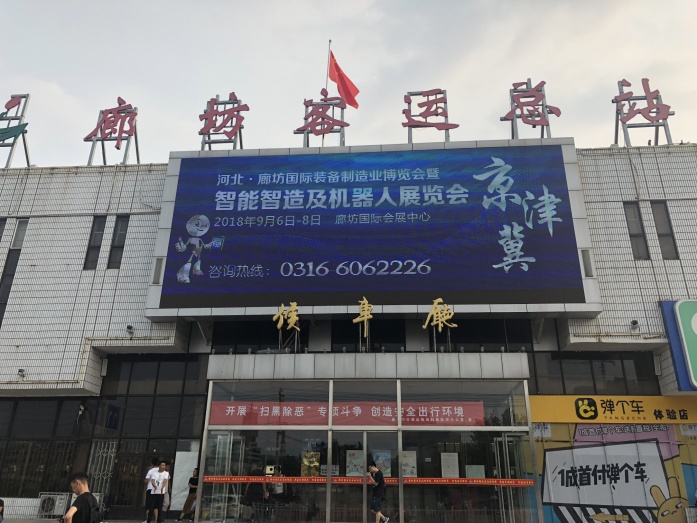 廊坊客运总站
河北·廊坊国际装备制造业博览会暨
智能智造及机器人展览会
2018年9月6日-8日 廊坊国际会展中心
京津冀
咨询热线：0316 6062226
候车厅
开展“扫黑除恶”专项斗争 创造安全出行环境
弹个车 体验店
TANGECHE
1成首付弹个车